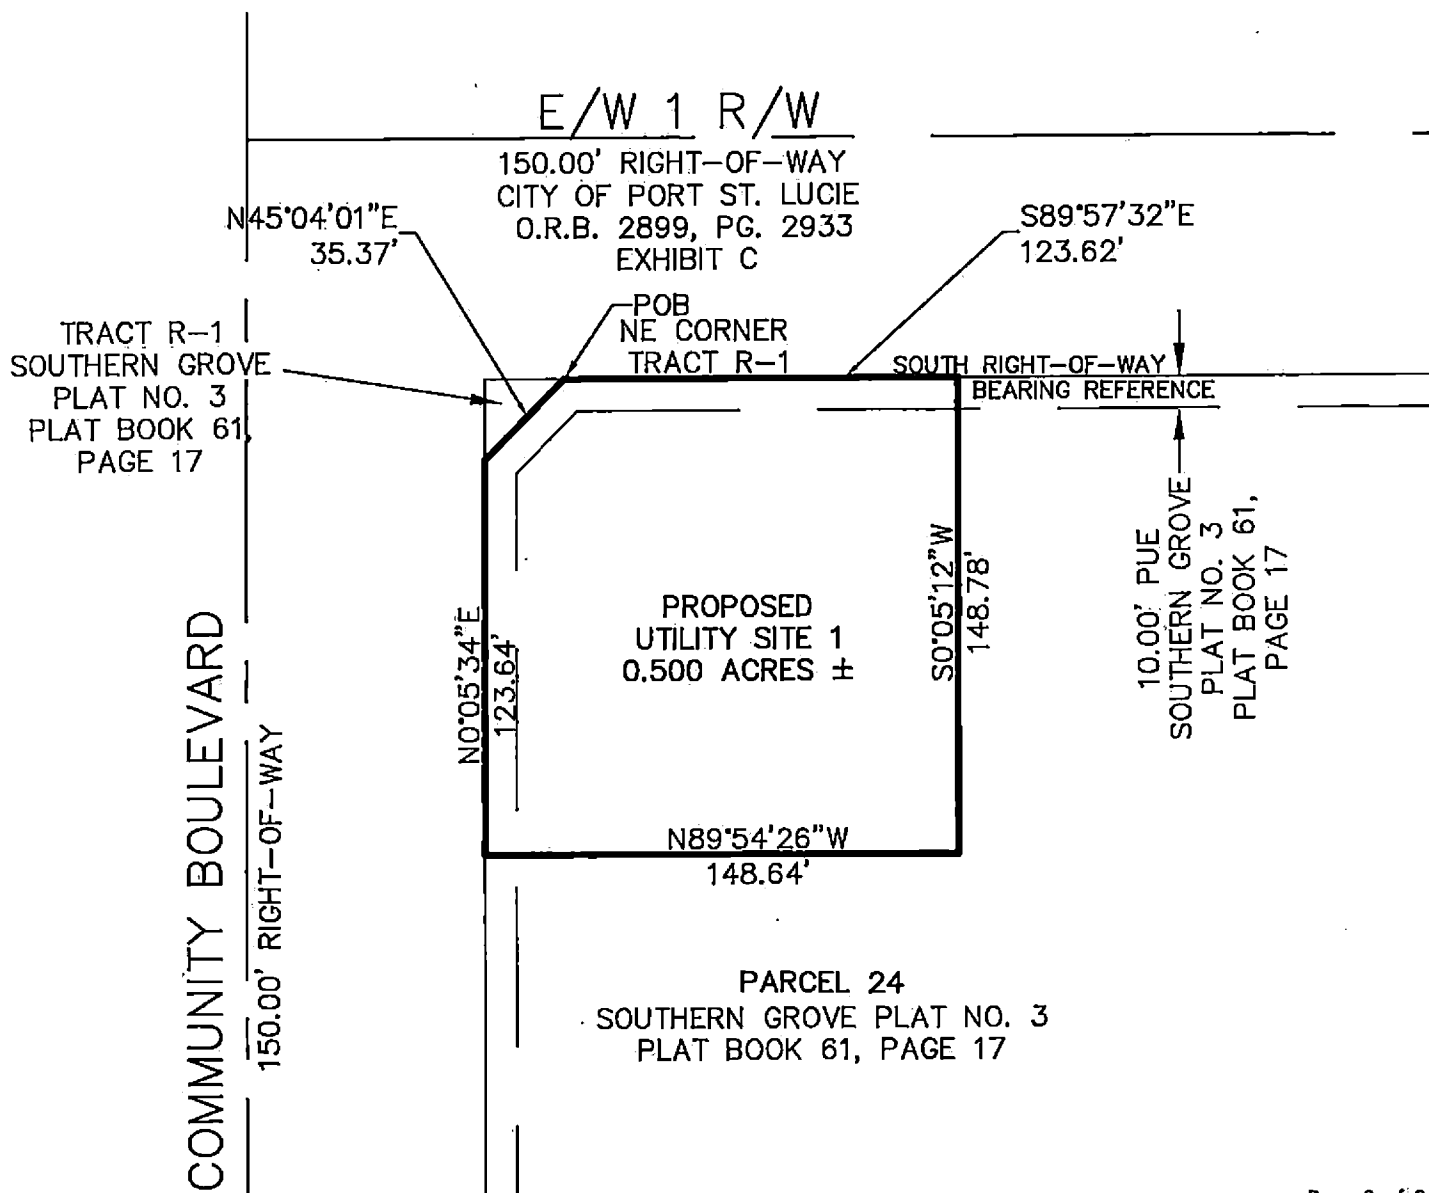 E/W 1 R/W
150.00' RIGHT-OF-WAY
CITY OF PORT ST. LUCIE
O.R.B. 2899, PG. 2933
EXHIBIT C
N45°04'01"E
35.37'
S89°57'32"E
123.62'
POB
NE CORNER
TRACT R-1
TRACT R-1
SOUTHERN GROVE
PLAT NO. 3
PLAT BOOK 61,
PAGE 17
SOUTH RIGHT-OF-WAY
BEARING REFERENCE
10.00' PUE
SOUTHERN GROVE
PLAT NO. 3
PLAT BOOK 61,
PAGE 17
PROPOSED
UTILITY SITE 1
0.500 ACRES ±
N0°05'34"E
123.64'
S0°05'12"W
148.78'
N89°54'26"W
148.64'
COMMUNITY BOULEVARD
150.00' RIGHT-OF-WAY
PARCEL 24
SOUTHERN GROVE PLAT NO. 3
PLAT BOOK 61, PAGE 17